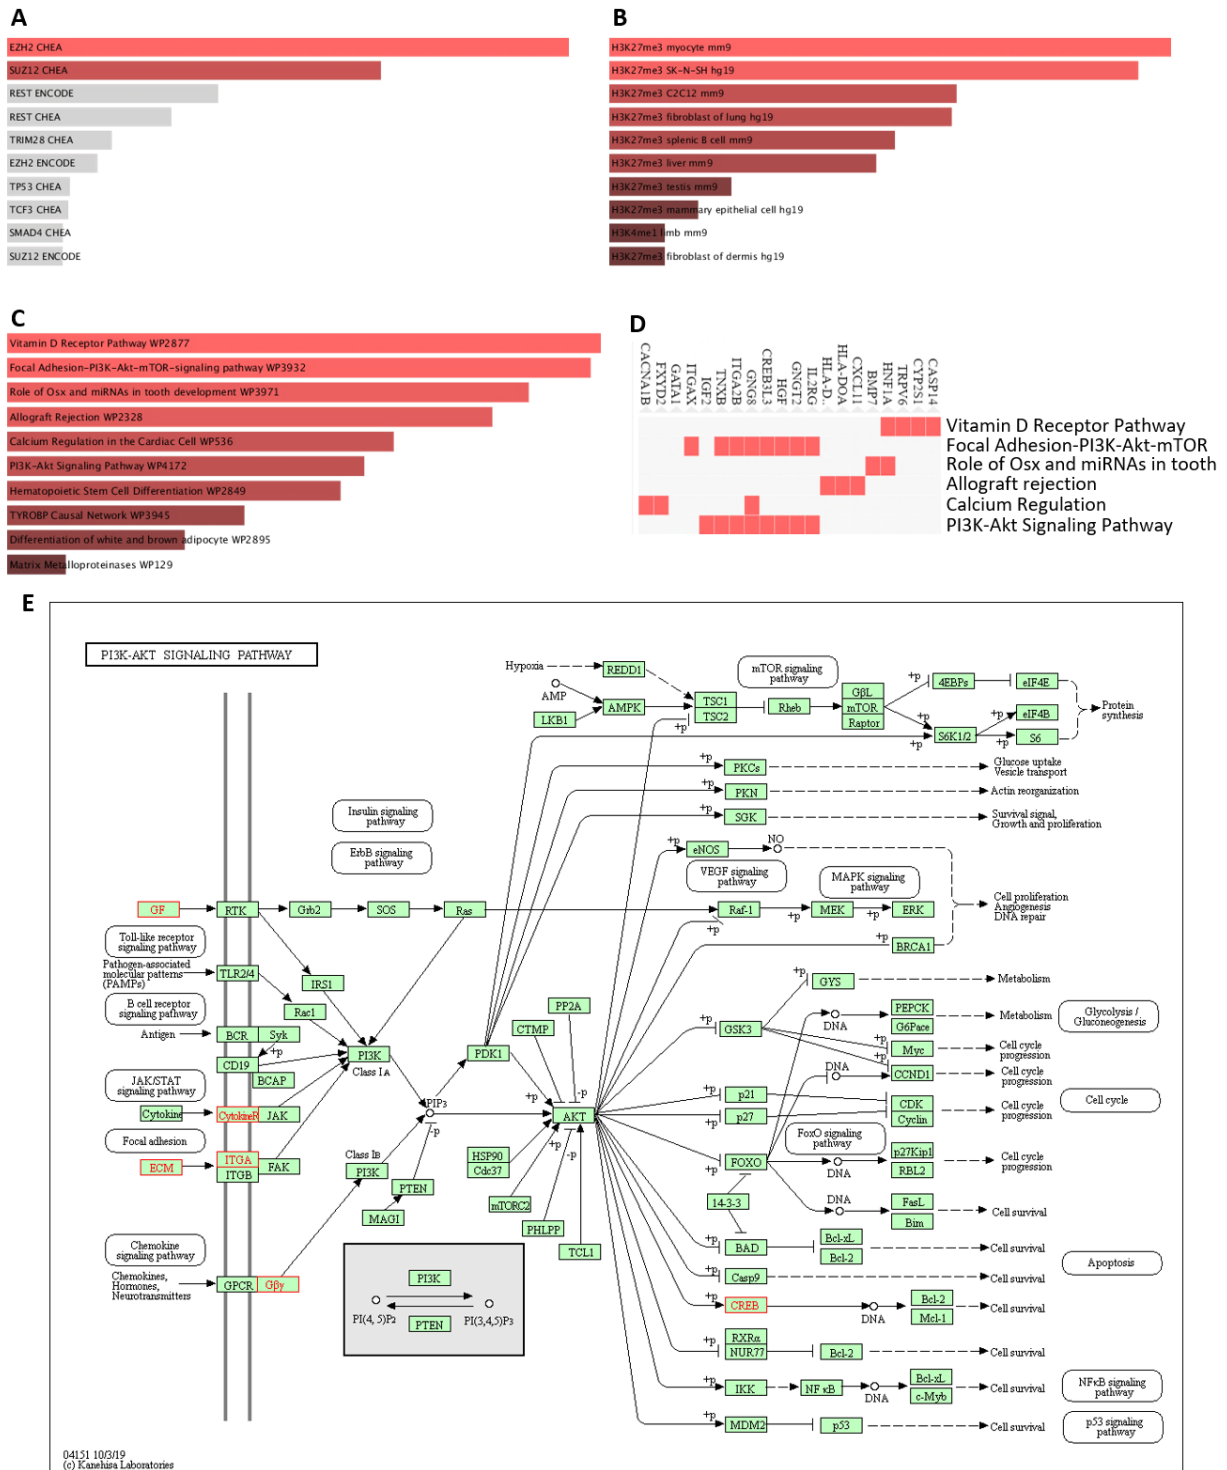 A
EZH2 CHEA
SUZ12 CHEA
REST ENCODE
REST CHEA
TRIM28 CHEA
EZH2 ENCODE
TP53 CHEA
TCF3 CHEA
SMAD4 CHEA
SUZ12 ENCODE
B
H3K27me3 myocyte mm9
H3K27me3 SK-N-SH hg19
H3K27me3 C2C12 mm9
H3K27me3 fibroblast of lung hg19
H3K27me3 splenic B cell mm9
H3K27me3 liver mm9
H3K27me3 testis mm9
H3K27me3 mammary epithelial cell hg19
H3K4me1 limb mm9
H3K27me3 fibroblast of dermis hg19
C
Vitamin D Receptor Pathway WP2877
Focal Adhesion-PI3K-Akt-mTOR-signaling pathway WP3932
Role of Osx and miRNAs in tooth development WP3971
Allograft Rejection WP2328
Calcium Regulation in the Cardiac Cell WP536
PI3K-Akt Signaling Pathway WP4172
Hematopoietic Stem Cell Differentiation WP2849
TYROBP Causal Network WP3945
Differentiation of white and brown adipocyte WP2895
Matrix Metalloproteinases WP129
D
CACNA1B
FXYD2
GATA1
ITGAX
IGF2
TNXB
ITGA2B
GNG8
CREB3L3
HGF
GNGT2
IL2RG
HLA-D..
HLA-DOA
CXCL11
BMP7
HNF1A
TRPV6
CYP2S1
CASP14
Vitamin D Receptor Pathway
Focal Adhesion-PI3K-Akt-mTOR
Role of Osx and miRNAs in tooth
Allograft rejection
Calcium Regulation
PI3K-Akt Signaling Pathway
E
PI3K-AKT SIGNALING PATHWAY
Hypoxia
REDD1
AMP
LKB1
AMPK
TSC1
TSC2
+p
Rheb
mTOR signaling
pathway
GβL
mTOR
Raptor
+p
4EBPs
eIF4E
+p
+p
S6K1/2
+p
eIF4B
+p
S6
Protein
synthesis
+p
PKCs
Glucose uptake
Vesicle transport
+p
PKN
Actin reorganization
+p
SGK
Survival signal,
Growth and proliferation
Insulin signaling
pathway
ErbB signaling
pathway
+p
eNOS
NO
VEGF signaling
pathway
MAPK signaling
pathway
GF
RTK
Grb2
SOS
Ras
Raf-1
+p
+p
MEK
+p
ERK
BRCA1
+p
Cell proliferation
Angiogenesis
DNA repair
Toll-like receptor
signaling pathway
Pathogen-associated
molecular patterns
(PAMPs)
TLR2/4
IRS1
Rac1
B cell receptor
signaling pathway
Antigen
BCR
Syk
+p
CD19
BCAP
PI3K
Class IA
PDK1
CTMP
PP2A
+p
GYS
Metabolism
+p
GSK3
DNA
PEPCK
G6Pace
Metabolism
Glycolysis /
Gluconeogenesis
+p
Myc
Cell cycle
progression
+p
DNA
CCND1
Cell cycle
progression
JAK/STAT
signaling pathway
Cytokine
CytokineR
JAK
PIP3
-p
+p
-p
AKT
+p
p21
+p
p27
CDK
Cyclin
Cell cycle
progression
Cell cycle
Focal adhesion
ECM
ITGA
ITGB
FAK
Class IB
PI3K
PTEN
MAGI
HSP90
Cdc37
+p
+p
-p
mTORC2
PHLPP
TCL1
FoxO signaling
pathway
+p
FOXO
DNA
p27Kip1
RBL2
Cell cycle
progression
14-3-3
DNA
FasL
Bim
Cell survival
+p
BAD
Bcl-xL
Bcl-2
Cell survival
Apoptosis
+p
Casp9
Cell survival
Chemokine
signaling pathway
Chemokines,
Hormones,
Neurotransmitters
GPCR
Gβγ
PI3K
PI(4,5)P2
PI(3,4,5)P3
PTEN
+p
CREB
DNA
Bcl-2
Mcl-1
Cell survival
+p
RXRα
NUR77
Bcl-2
Cell survival
+p
IKK
NFκB
DNA
Bcl-xL
c-Myb
Cell survival
NFκB signaling
pathway
+p
MDM2
p53
Cell survival
p53 signaling
pathway
04151 10/3/19
(c) Kanehisa Laboratories